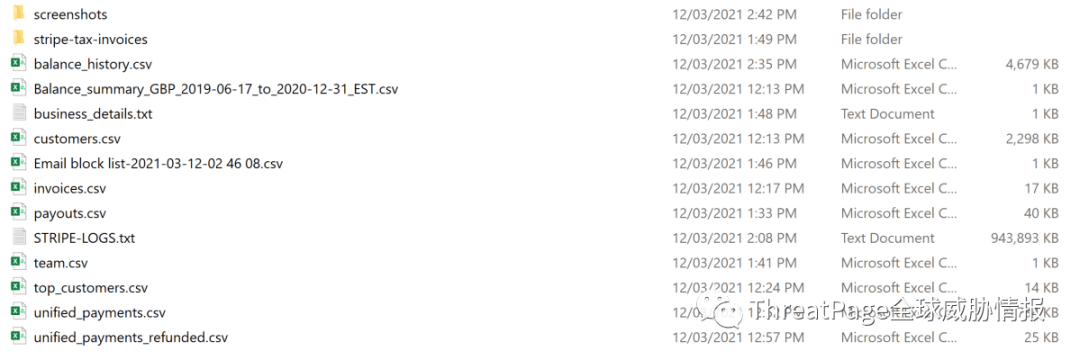 screenshots 12/03/2021 2:42 PM File folder
stripe-tax-invoices 12/03/2021 1:49 PM File folder
balance_history.csv 12/03/2021 2:35 PM Microsoft Excel C... 4,679 KB
Balance_summary_GBP_2019-06-17_to_2020-12-31_EST.csv 12/03/2021 12:13 PM Microsoft Excel C... 1 KB
business_details.txt 12/03/2021 1:48 PM Text Document 1 KB
customers.csv 12/03/2021 12:13 PM Microsoft Excel C... 2,298 KB
Email block list-2021-03-12-02 46 08.csv 12/03/2021 1:46 PM Microsoft Excel C... 1 KB
invoices.csv 12/03/2021 12:17 PM Microsoft Excel C... 17 KB
payouts.csv 12/03/2021 1:33 PM Microsoft Excel C... 40 KB
STRIPE-LOGS.txt 12/03/2021 2:08 PM Text Document 943,893 KB
team.csv 12/03/2021 1:41 PM Microsoft Excel C... 1 KB
top_customers.csv 12/03/2021 12:24 PM Microsoft Excel C... 14 KB
unified_payments.csv 12/03/2021
ThreatPage全球威胁情报
unified_payments_refunded.csv 12/03/2021 12:57 PM Microsoft Excel C... 25 KB